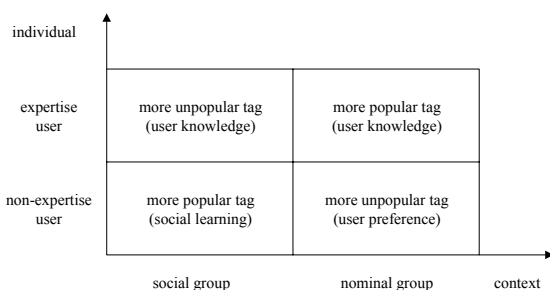 individual
expertise
user
more unpopular tag
(user knowledge)
more popular tag
(user knowledge)
non-expertise
user
more popular tag
(social learning)
more unpopular tag
(user preference)
social group
nominal group
context